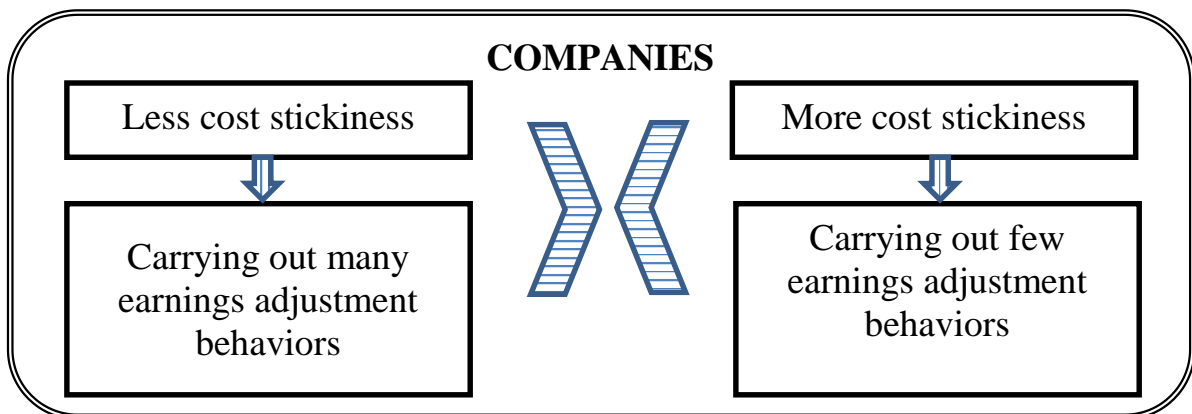 COMPANIES
Less cost stickiness
Carrying out many
earnings adjustment
behaviors
More cost stickiness
Carrying out few
earnings adjustment
behaviors